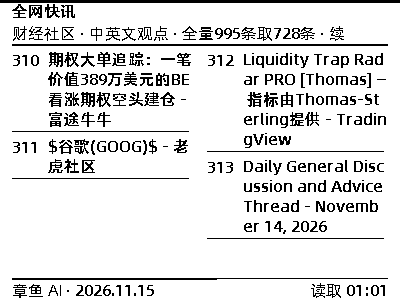 全网快讯
财经社区 · 中英文观点 · 全量995条取728条 · 续
310 期权大单追踪：一笔
价值389万美元的BE
看涨期权空头建仓 -
富途牛牛
311 $谷歌(GOOG)$ - 老
虎社区
312 Liquidity Trap Rad
ar PRO [Thomas] —
指标由Thomas-St
erling提供 - Tradin
gView
313 Daily General Disc
ussion and Advice
Thread - Novemb
er 14, 2026
章鱼 AI · 2026.11.15
读取 01:01